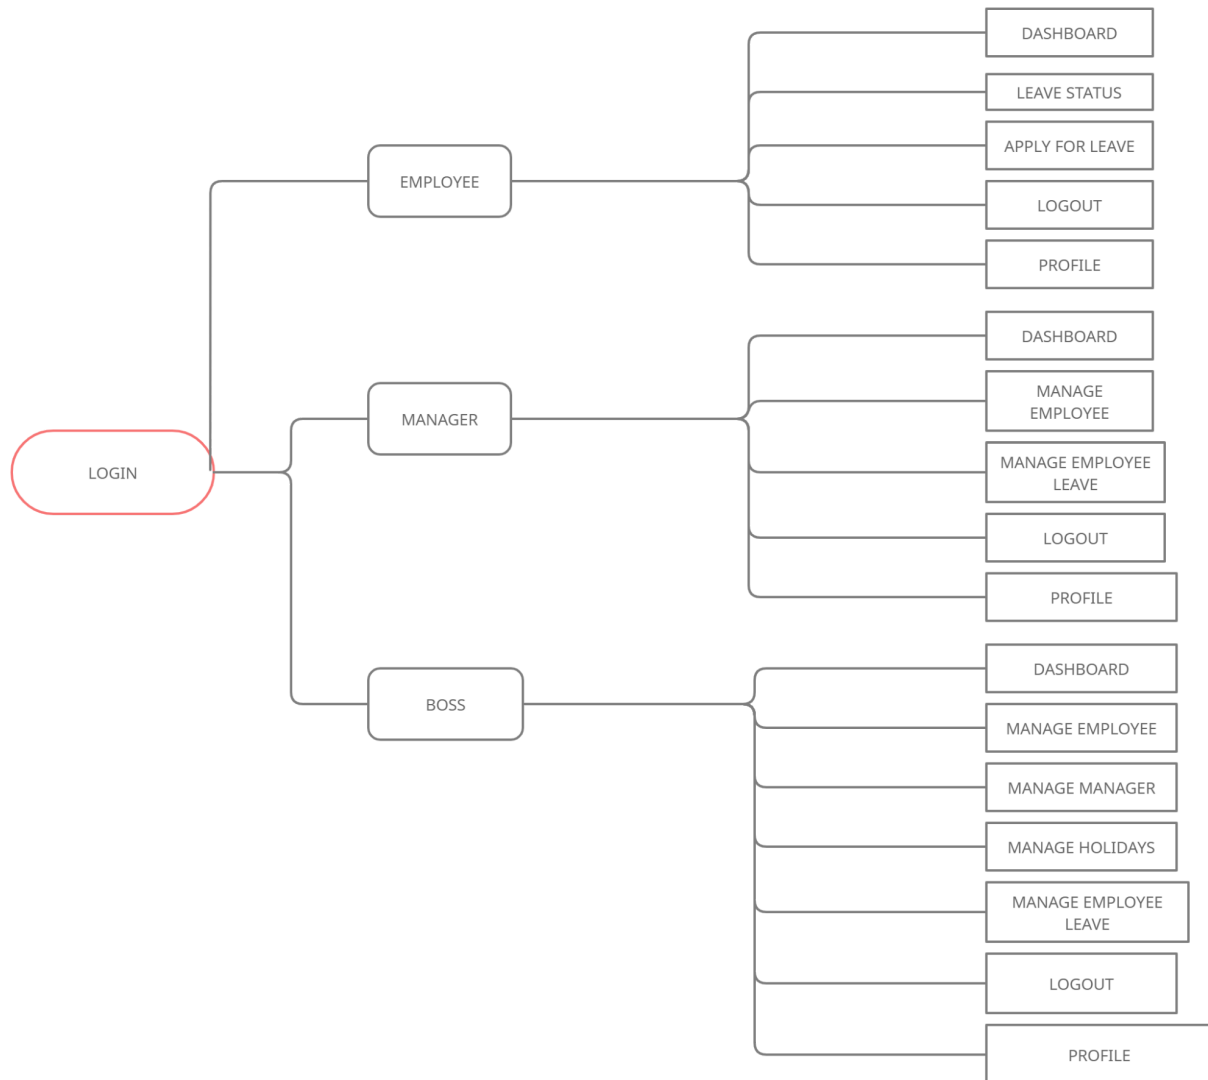 LOGIN
EMPLOYEE
DASHBOARD
LEAVE STATUS
APPLY FOR LEAVE
LOGOUT
PROFILE
MANAGER
DASHBOARD
MANAGE
EMPLOYEE
MANAGE EMPLOYEE
LEAVE
LOGOUT
PROFILE
BOSS
DASHBOARD
MANAGE EMPLOYEE
MANAGE MANAGER
MANAGE HOLIDAYS
MANAGE EMPLOYEE
LEAVE
LOGOUT
PROFILE